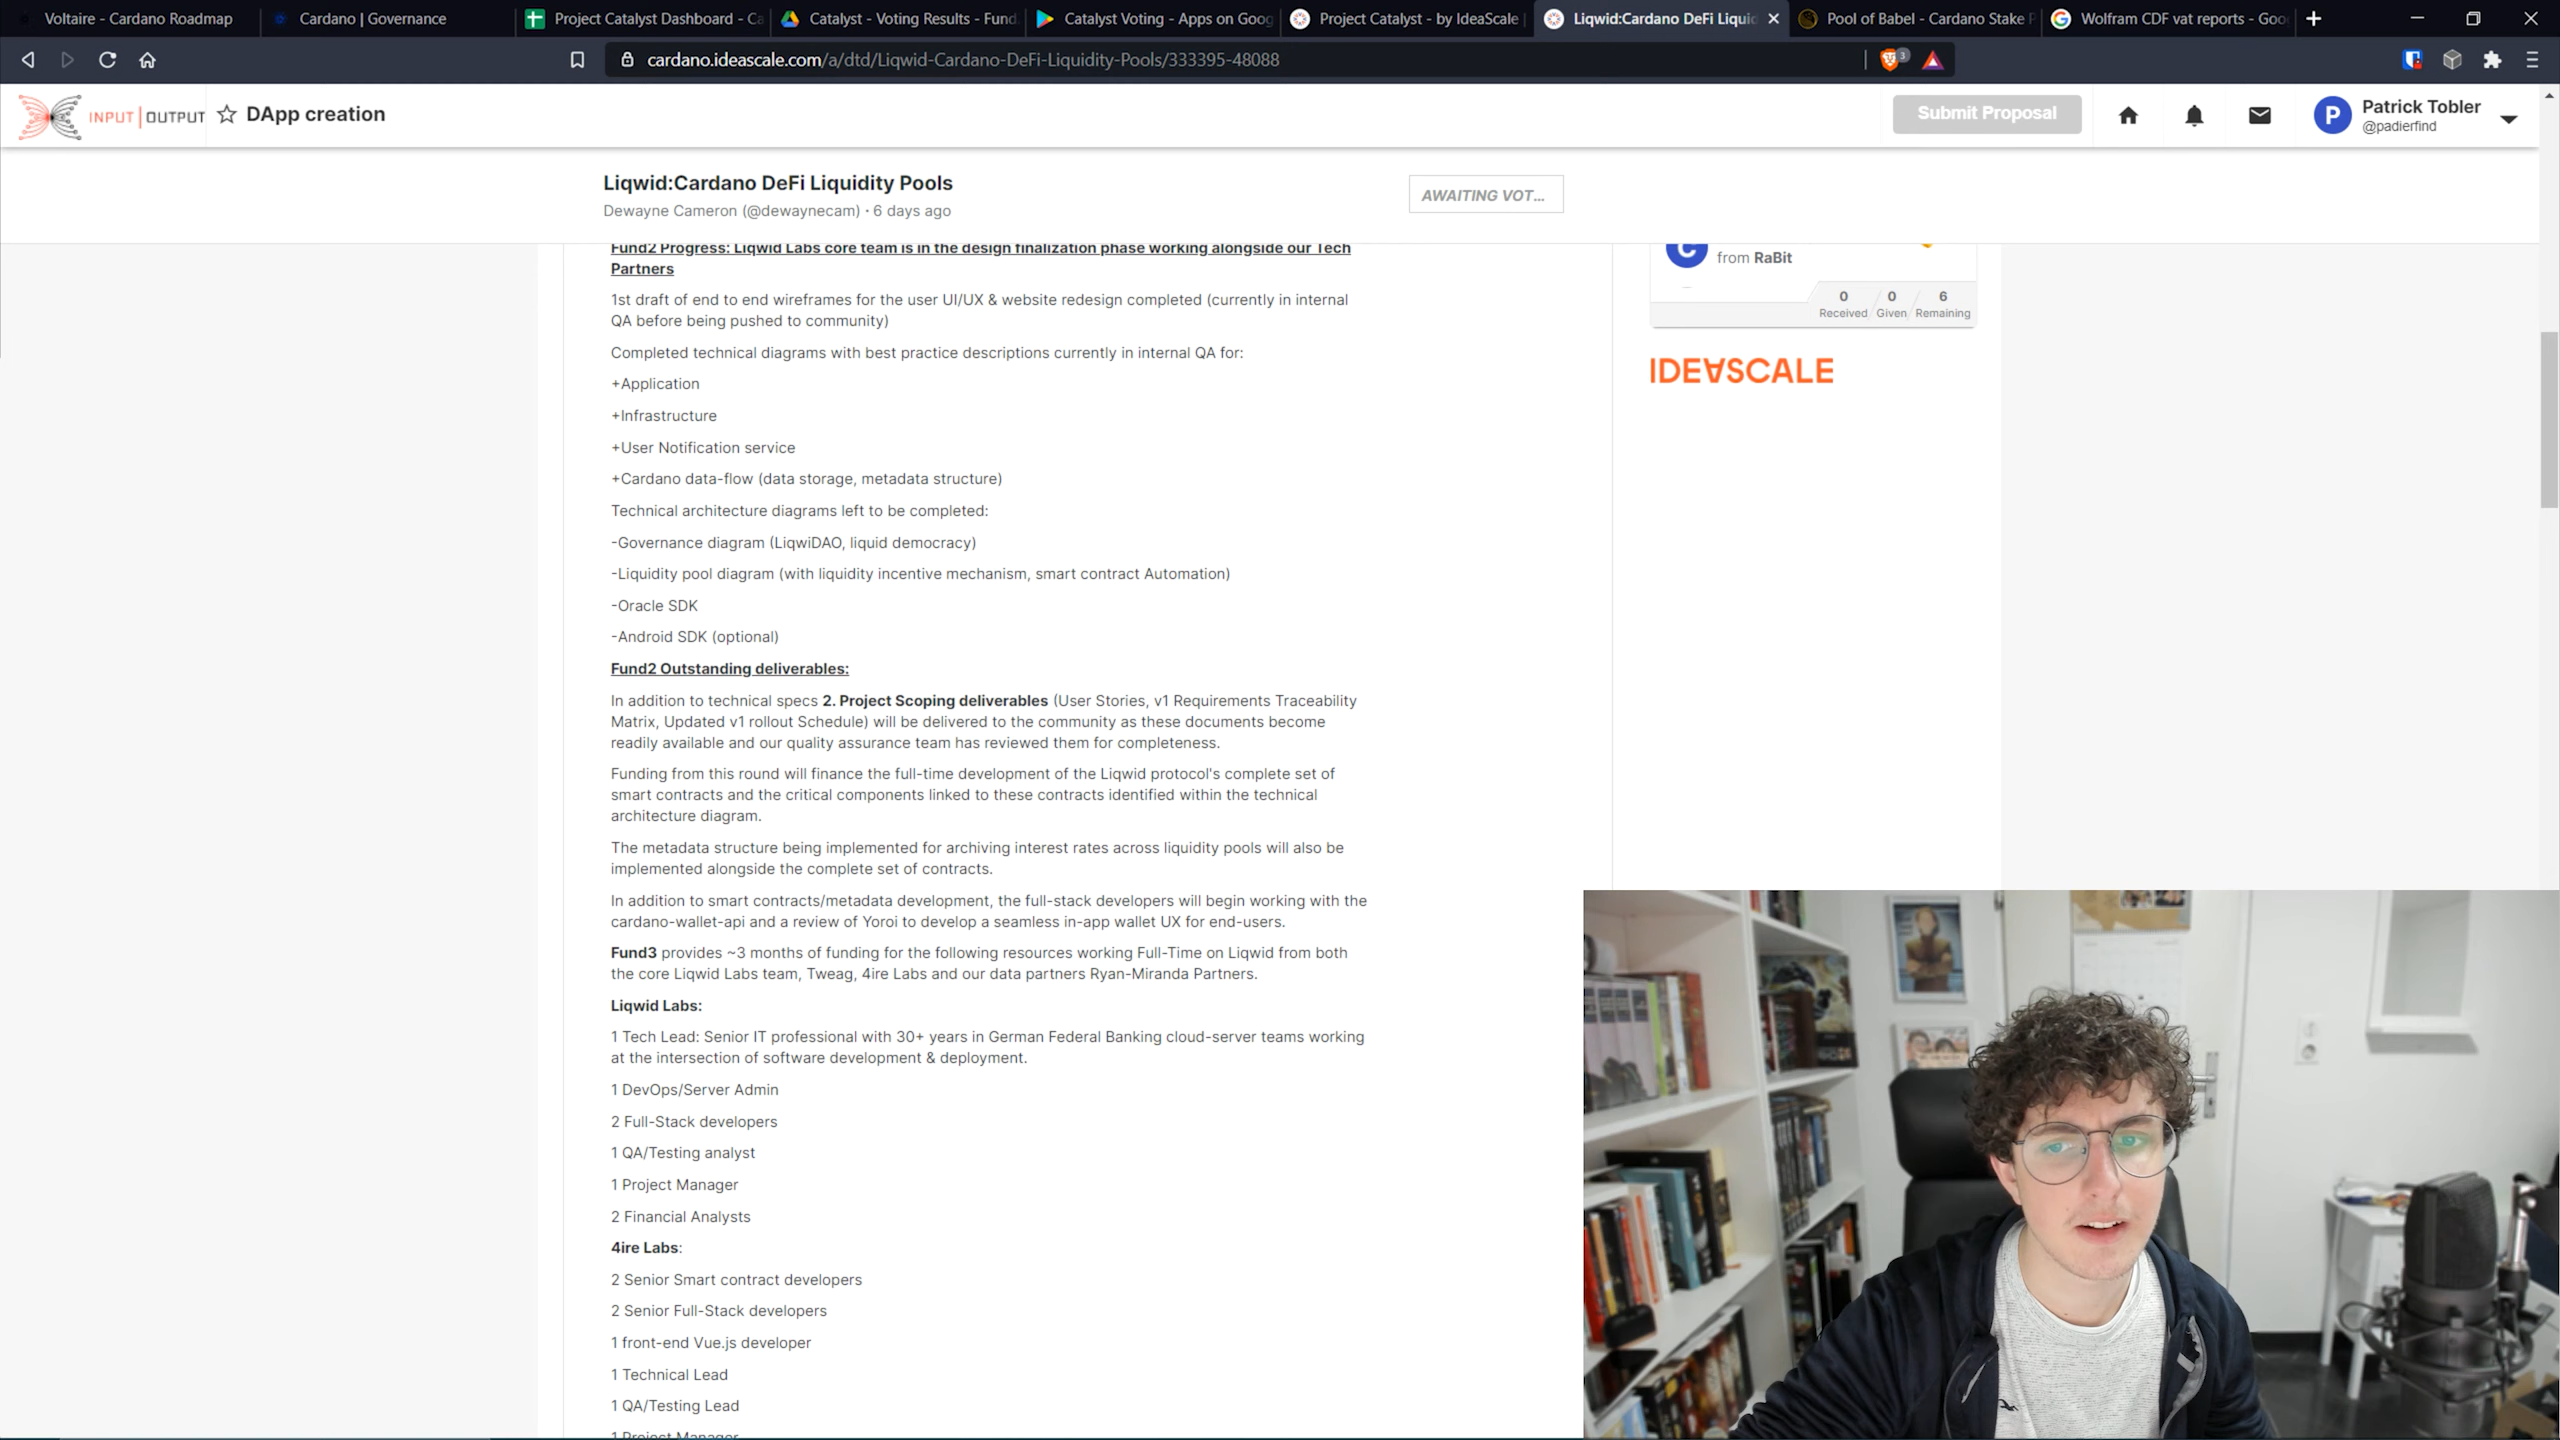 Voltaire - Cardano Roadmap
Cardano | Governance
Project Catalyst Dashboard - Ca
Catalyst - Voting Results - Fund
Catalyst Voting - Apps on Goog
Project Catalyst - by IdeaScale
Liqwid:Cardano DeFi Liquid
Pool of Babel - Cardano Stake P
Wolfram CDF vat reports - Goo
cardano.ideascale.com/a/dtd/Liqwid-Cardano-DeFi-Liquidity-Pools/333395-48088
3
INPUT | OUTPUT
DApp creation
Submit Proposal
P
Patrick Tobler
@padierfind
Liqwid:Cardano DeFi Liquidity Pools
Dewayne Cameron (@dewaynecam) · 6 days ago
AWAITING VOT...
Fund2 Progress: Liqwid Labs core team is in the design finalization phase working alongside our Tech
Partners
1st draft of end to end wireframes for the user UI/UX & website redesign completed (currently in internal
QA before being pushed to community)
Completed technical diagrams with best practice descriptions currently in internal QA for:
+Application
+Infrastructure
+User Notification service
+Cardano data-flow (data storage, metadata structure)
Technical architecture diagrams left to be completed:
-Governance diagram (LiqwiDAO, liquid democracy)
-Liquidity pool diagram (with liquidity incentive mechanism, smart contract Automation)
-Oracle SDK
-Android SDK (optional)
Fund2 Outstanding deliverables:
In addition to technical specs 2. Project Scoping deliverables (User Stories, v1 Requirements Traceability
Matrix, Updated v1 rollout Schedule) will be delivered to the community as these documents become
readily available and our quality assurance team has reviewed them for completeness.
Funding from this round will finance the full-time development of the Liqwid protocol's complete set of
smart contracts and the critical components linked to these contracts identified within the technical
architecture diagram.
The metadata structure being implemented for archiving interest rates across liquidity pools will also be
implemented alongside the complete set of contracts.
In addition to smart contracts/metadata development, the full-stack developers will begin working with the
cardano-wallet-api and a review of Yoroi to develop a seamless in-app wallet UX for end-users.
Fund3 provides ~3 months of funding for the following resources working Full-Time on Liqwid from both
the core Liqwid Labs team, Tweag, 4ire Labs and our data partners Ryan-Miranda Partners.
Liqwid Labs:
1 Tech Lead: Senior IT professional with 30+ years in German Federal Banking cloud-server teams working
at the intersection of software development & deployment.
1 DevOps/Server Admin
2 Full-Stack developers
1 QA/Testing analyst
1 Project Manager
2 Financial Analysts
4ire Labs:
2 Senior Smart contract developers
2 Senior Full-Stack developers
1 front-end Vue.js developer
1 Technical Lead
1 QA/Testing Lead
1 Project Manager
C
from RaBit
0
0
6
Received
Given
Remaining
IDEASCALE